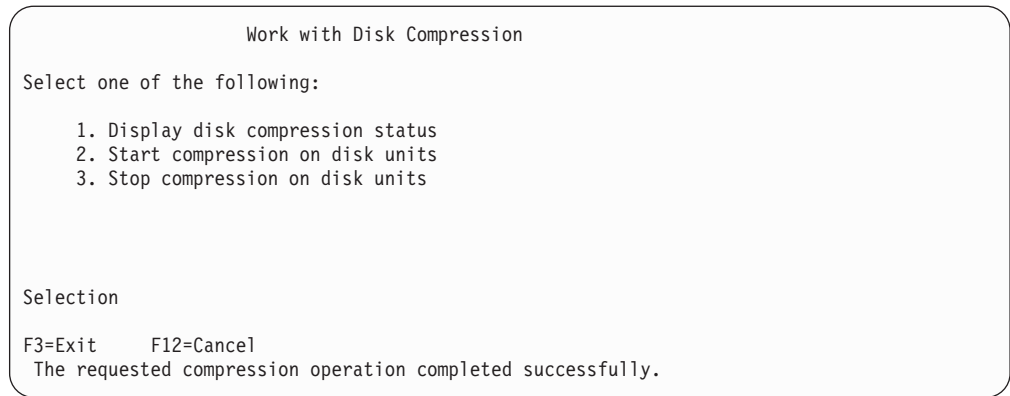 Work with Disk Compression
Select one of the following:
1. Display disk compression status
2. Start compression on disk units
3. Stop compression on disk units
Selection
F3=Exit F12=Cancel
The requested compression operation completed successfully.